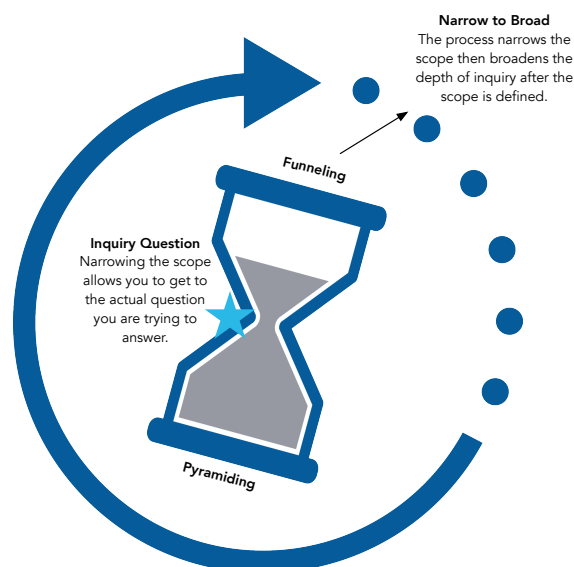 Narrow to Broad
The process narrows the
scope then broadens the
depth of inquiry after the
scope is defined.
Funneling
Inquiry Question
Narrowing the scope
allows you to get to
the actual question
you are trying to
answer.
Pyramiding